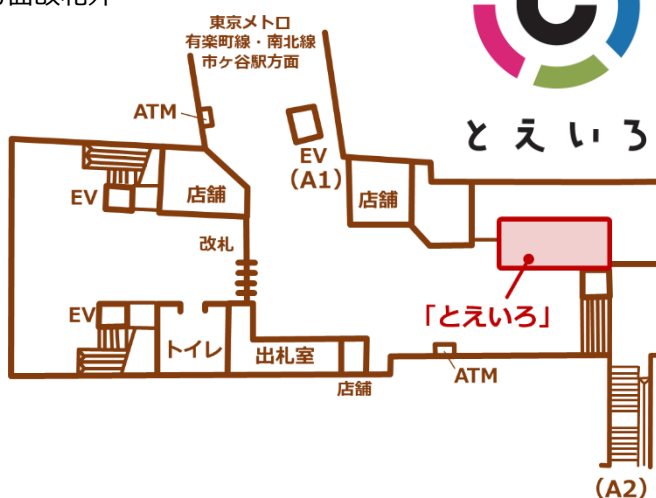 東京メトロ
有楽町線・南北線
市ヶ谷駅方面
とえいろ
ATM
EV
（A1）
EV
店舗
店舗
改札
「とえいろ」
EV
トイレ
出札室
店舗
ATM
（A2）